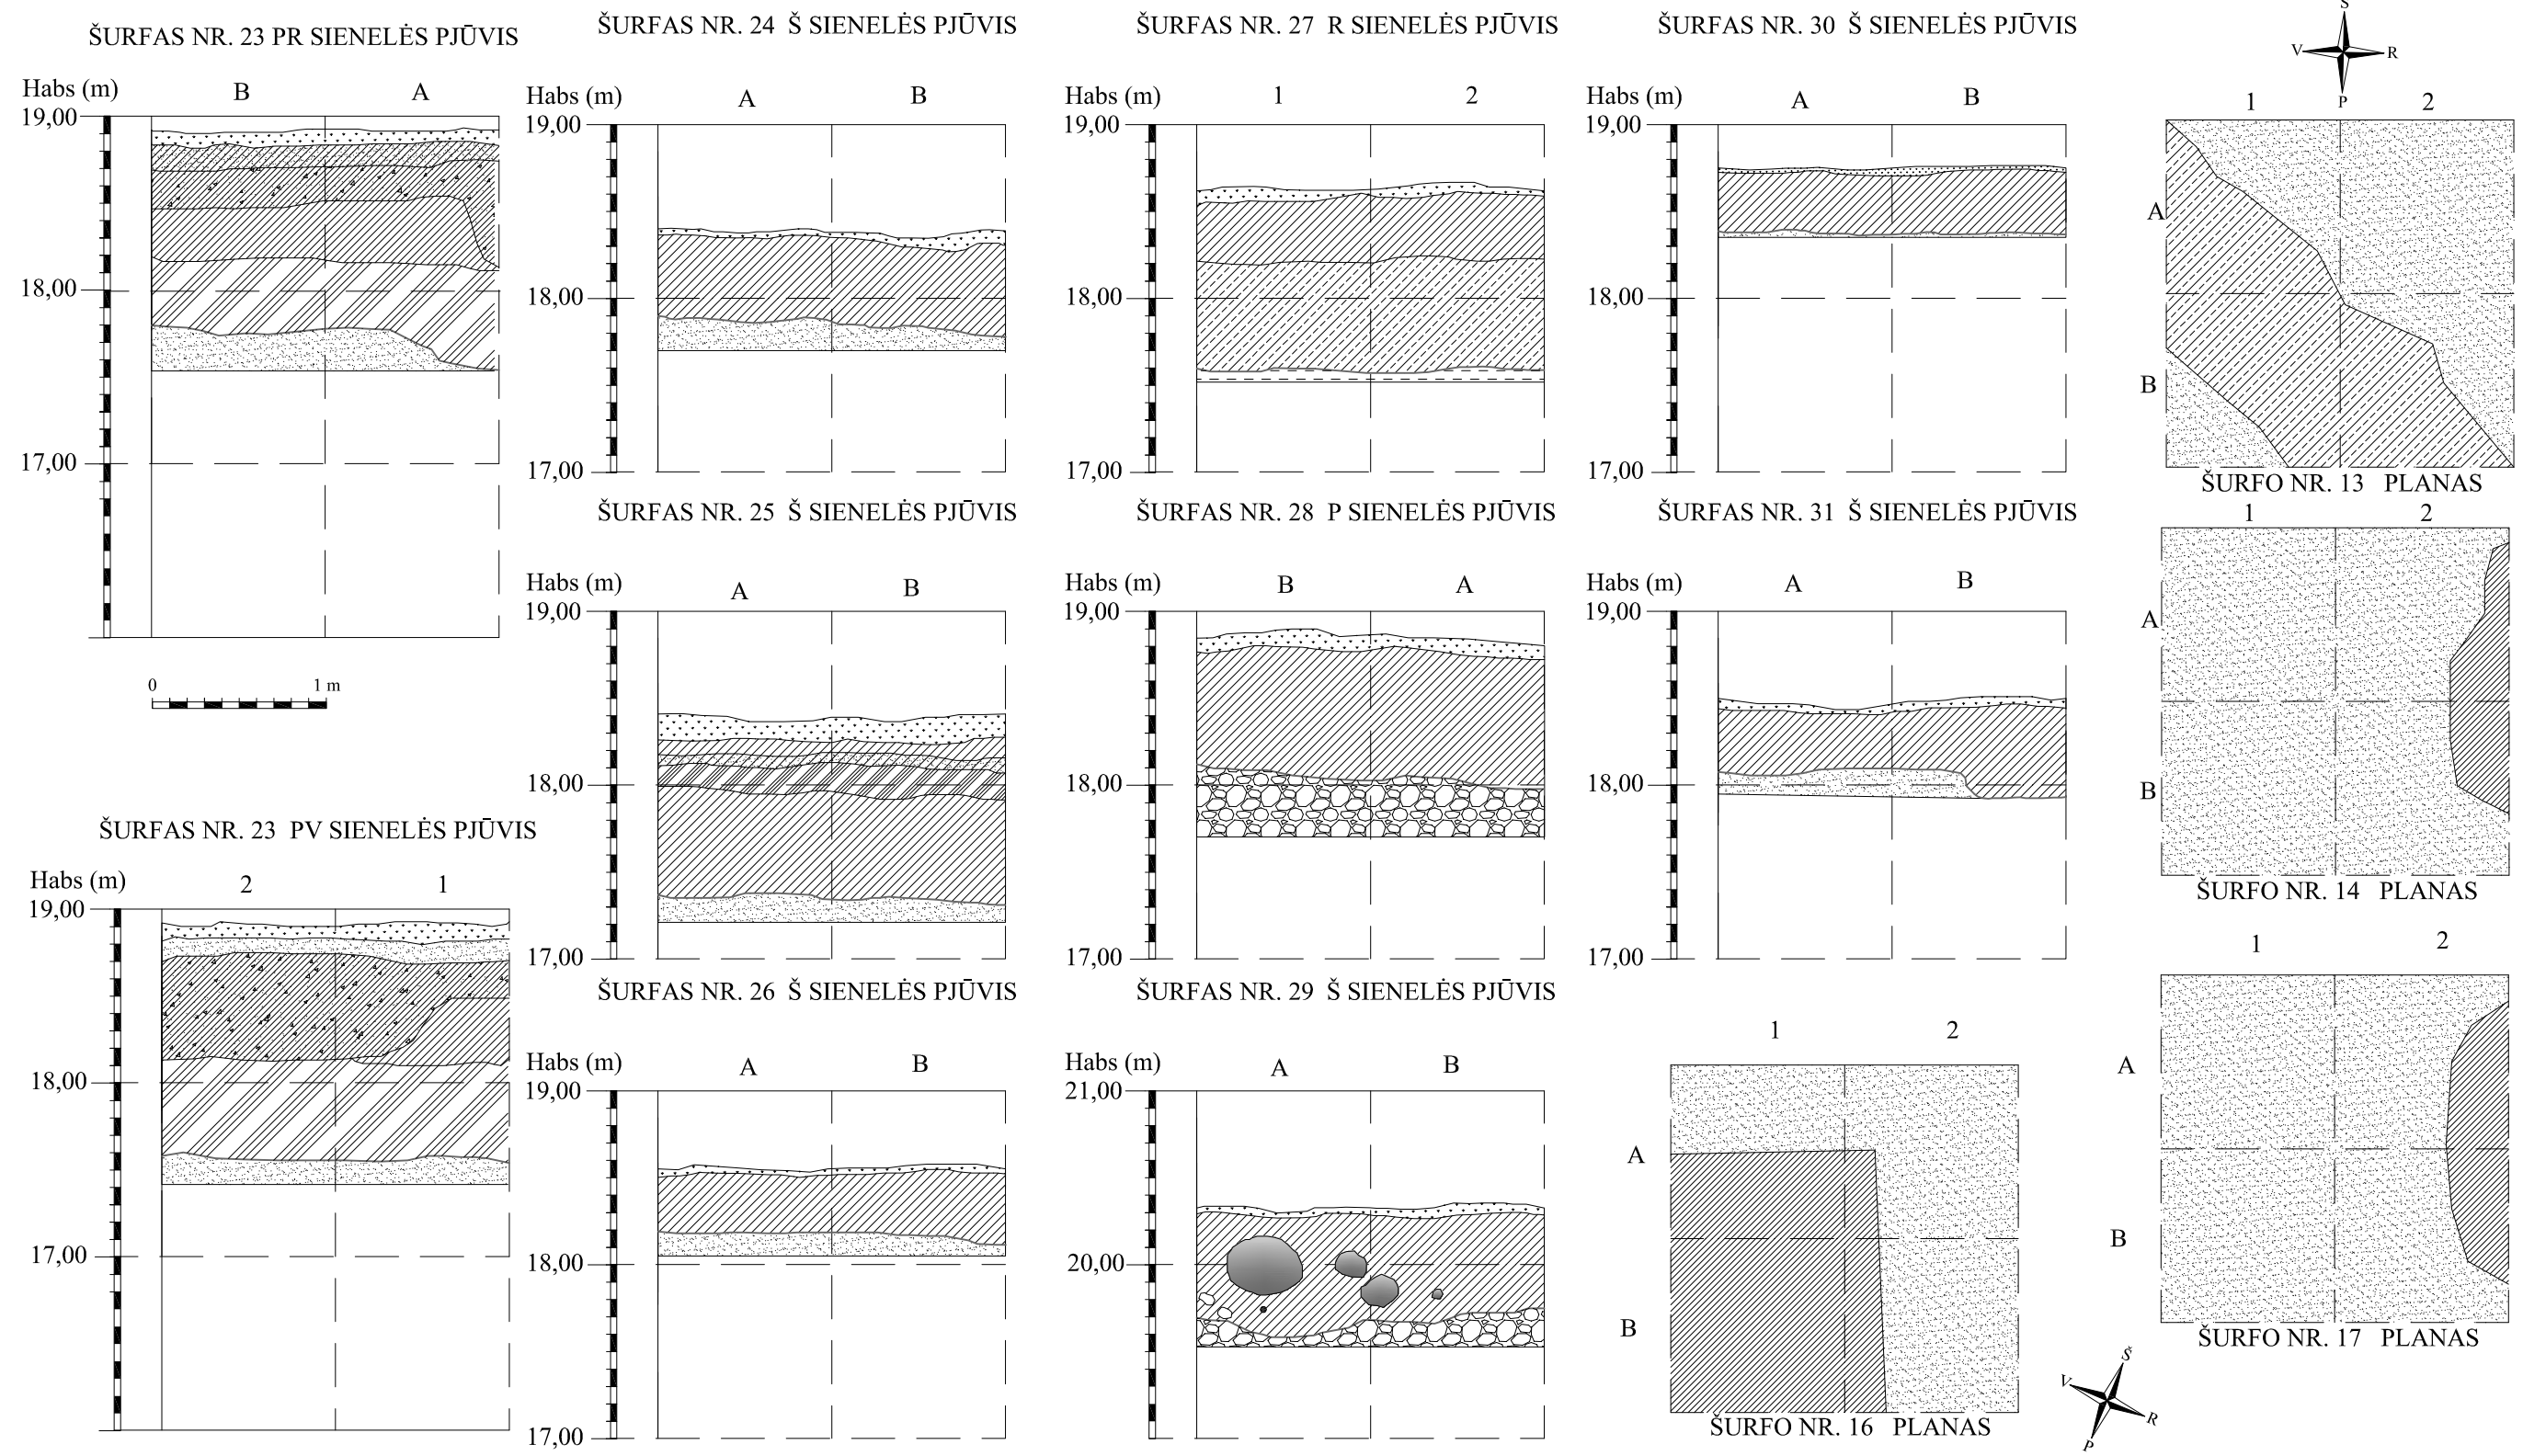 ŠURFAS NR. 23 PR SIENELĖS PJŪVIS
Habs (m)
B A
19,00
18,00
17,00
0 1 m
ŠURFAS NR. 23 PV SIENELĖS PJŪVIS
Habs (m)
2 1
19,00
18,00
17,00
ŠURFAS NR. 24 Š SIENELĖS PJŪVIS
Habs (m)
A B
19,00
18,00
17,00
ŠURFAS NR. 25 Š SIENELĖS PJŪVIS
Habs (m)
A B
19,00
18,00
17,00
ŠURFAS NR. 26 Š SIENELĖS PJŪVIS
Habs (m)
A B
19,00
18,00
17,00
ŠURFAS NR. 27 R SIENELĖS PJŪVIS
Habs (m)
1 2
19,00
18,00
17,00
ŠURFAS NR. 28 P SIENELĖS PJŪVIS
Habs (m)
B A
19,00
18,00
17,00
ŠURFAS NR. 29 Š SIENELĖS PJŪVIS
Habs (m)
A B
21,00
20,00
ŠURFAS NR. 30 Š SIENELĖS PJŪVIS
Habs (m)
A B
19,00
18,00
17,00
ŠURFAS NR. 31 Š SIENELĖS PJŪVIS
Habs (m)
A B
19,00
18,00
17,00
1 2
A
B
ŠURFO NR. 16 PLANAS
Š
V R
P
1 2
A
B
ŠURFO NR. 13 PLANAS
1 2
A
B
ŠURFO NR. 14 PLANAS
1 2
A
B
ŠURFO NR. 17 PLANAS
Š
V R
P